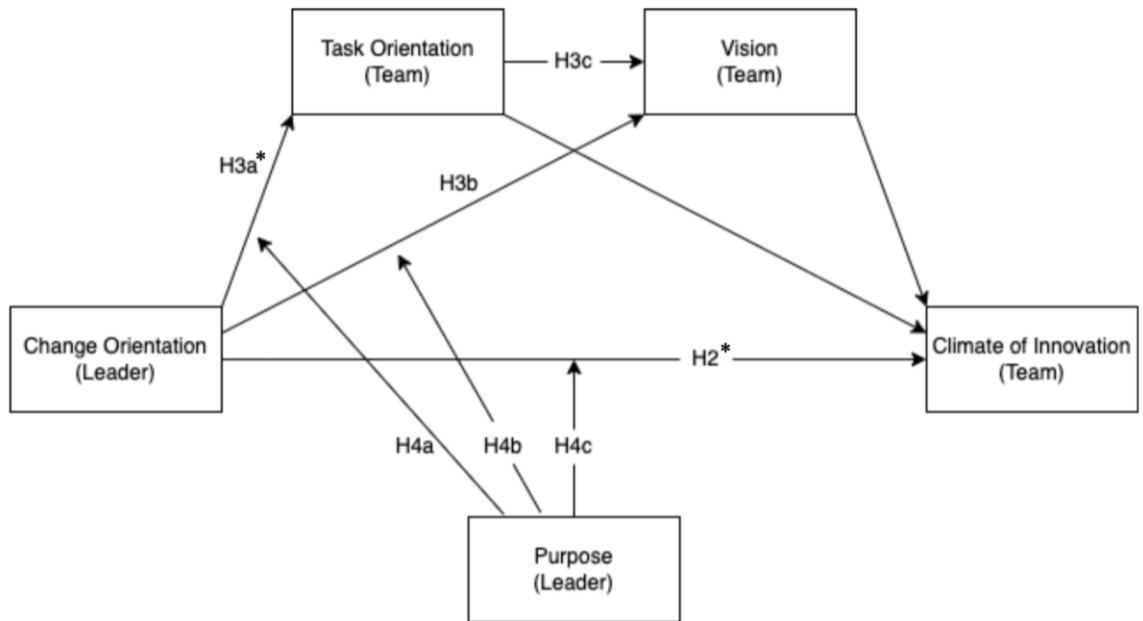 Task Orientation
(Team)
H3c
Vision
(Team)
H3a*
H3b
Change Orientation
(Leader)
H2*
Climate of Innovation
(Team)
H4a
H4b
H4c
Purpose
(Leader)